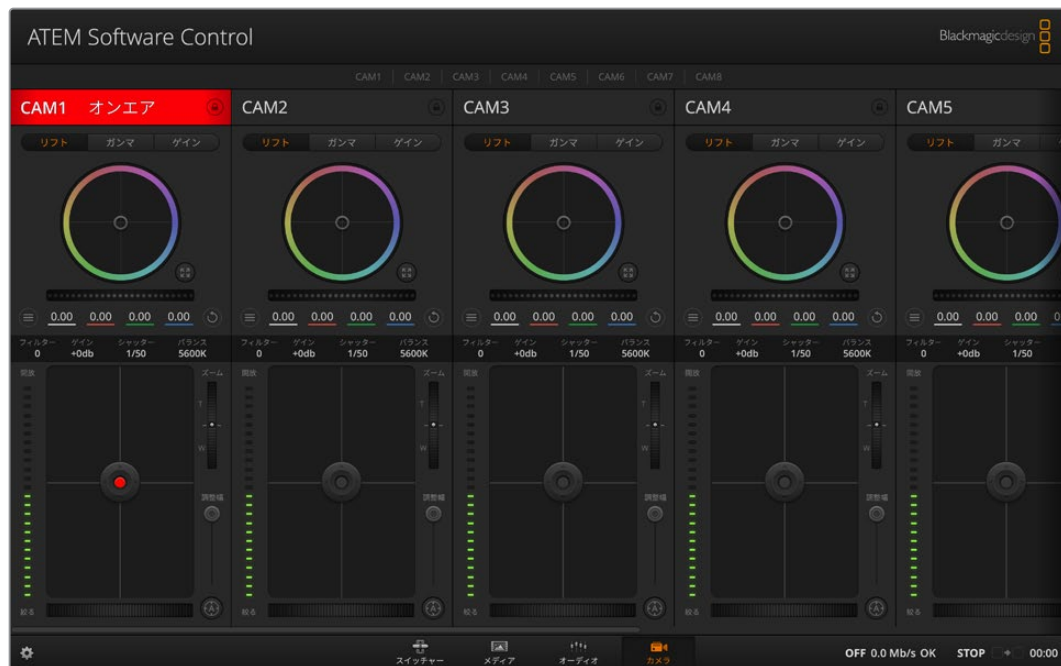 ATEM Software Control
Blackmagicdesign
CAM1 CAM2 CAM3 CAM4 CAM5 CAM6 CAM7 CAM8
CAM1 オンエア CAM2 CAM3 CAM4 CAM5
リフト ガンマ ゲイン リフト ガンマ ゲイン リフト ガンマ ゲイン リフト ガンマ ゲイン リフト ガンマ
0.00 0.00 0.00 0.00 0.00 0.00 0.00 0.00 0.00 0.00 0.00 0.00 0.00 0.00 0.00 0.00 0.00 0.00 0.00
フィルター ゲイン シャッター バランス フィルター ゲイン シャッター バランス フィルター ゲイン シャッター バランス フィルター ゲイン シャッター バランス フィルター ゲイン シャッター
0 +0db 1/50 5600K 0 +0db 1/50 5600K 0 +0db 1/50 5600K 0 +0db 1/50 5600K 0 +0db 1/50
開放 ズーム 開放 ズーム 開放 ズーム 開放 ズーム 開放
T T T T
W W W W
調整幅 調整幅 調整幅 調整幅
絞る 絞る 絞る 絞る 絞る
スイッチャー メディア オーディオ カメラ
OFF 0.0 Mb/s OK STOP 00:00